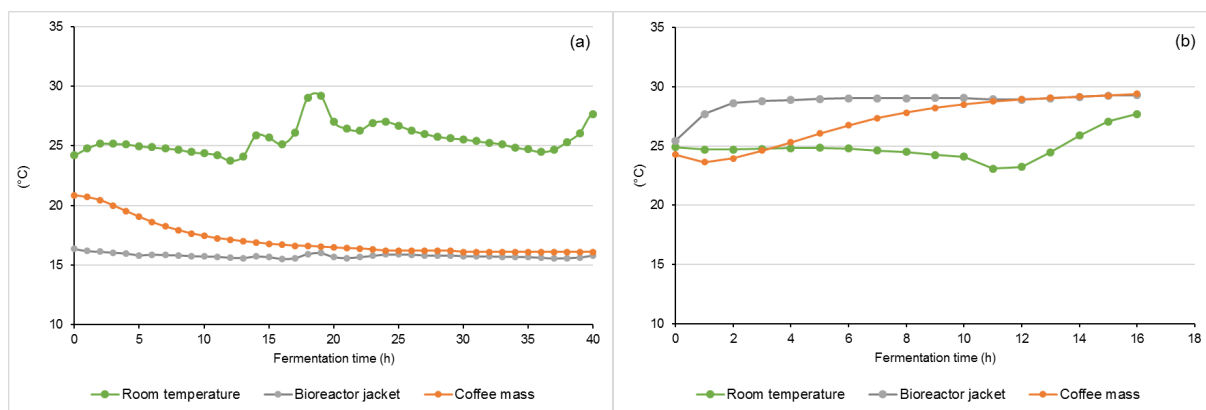 (a)
35
30
25
20
15
10
(°C)
0 5 10 15 20 25 30 35 40
Fermentation time (h)
Room temperature Bioreactor jacket Coffee mass
(b)
35
30
25
20
15
10
(°C)
0 2 4 6 8 10 12 14 16 18
Fermentation time (h)
Room temperature Bioreactor jacket Coffee mass